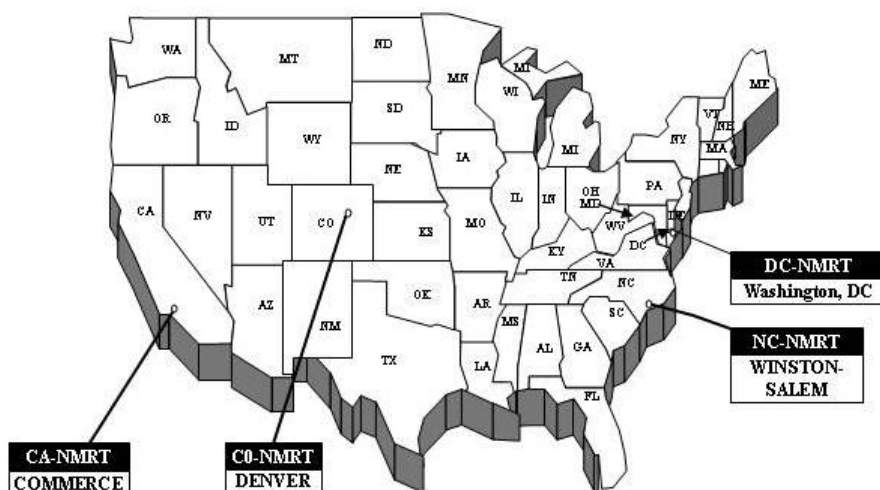 WA
MT
ND
MN
MI
WI
ME
OR
ID
SD
WY
VT
NH
NY
MA
MI
IA
NE
PA
OH
MD
IL
IN
CA
NV
UT
CO
KS
MO
WV
KY
DC
VA
TN
NC
SC
AZ
NM
OK
AR
MS
AL
GA
TX
LA
FL
DC-NMRT
Washington, DC
NC-NMRT
WINSTON-
SALEM
CA-NMRT
COMMERCE
C0-NMRT
DENVER